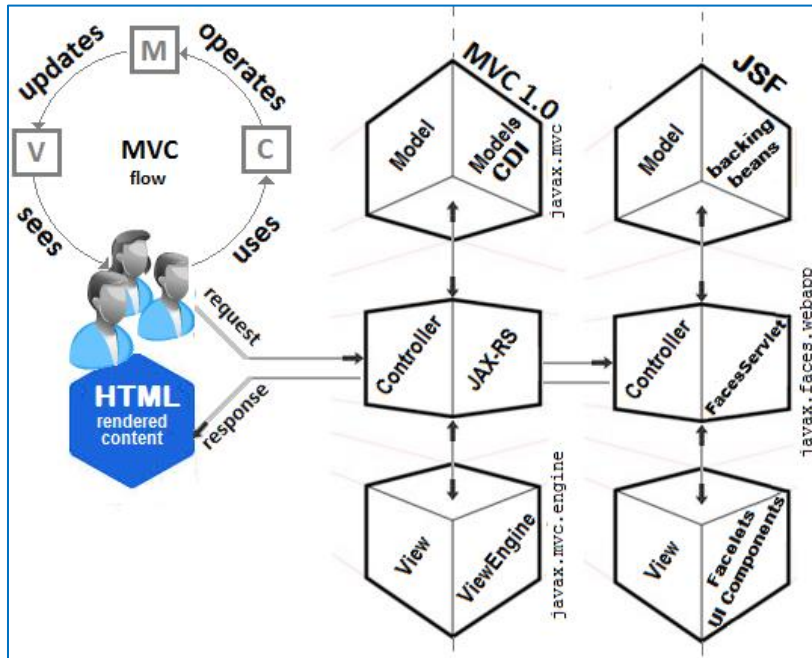 updates
M
operates
V
MVC
flow
C
sees
uses
request
response
HTML
rendered
content
MVC 1.0
Model
Models
CDI
javax.mvc
Controller
JAX-RS
View
ViewEngine
javax.mvc.engine
JSF
Model
backing
beans
Controller
FacesServlet
javax.faces.webapp
View
Facelets
UI Components